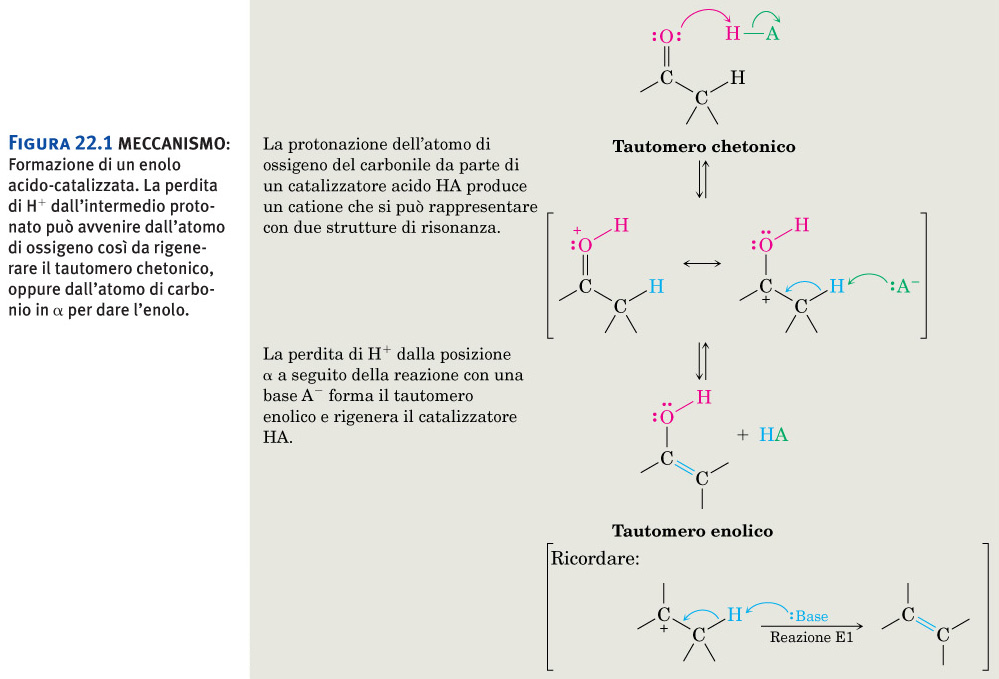 FIGURA 22.1 MECCANISMO:
Formazione di un enolo
acido-catalizzata. La perdita
di H⁺ dall'intermedio proto-
nato può avvenire dall'atomo
di ossigeno così da rigene-
rare il tautomero chetonico,
oppure dall'atomo di carbo-
nio in α per dare l'enolo.
La protonazione dell'atomo di
ossigeno del carbonile da parte di
un catalizzatore acido HA produce
un catione che si può rappresentare
con due strutture di risonanza.
La perdita di H⁺ dalla posizione
α a seguito della reazione con una
base A⁻ forma il tautomero
enolico e rigenera il catalizzatore
HA.
:O: H—A
C H
C
Tautomero chetonico
+ H
:O
C H
C
H
:O
C H :A⁻
+ C
H
:O
+ HA
C
C
Tautomero enolico
Ricordare:
C H :Base
+ C
Reazione E1
C
C